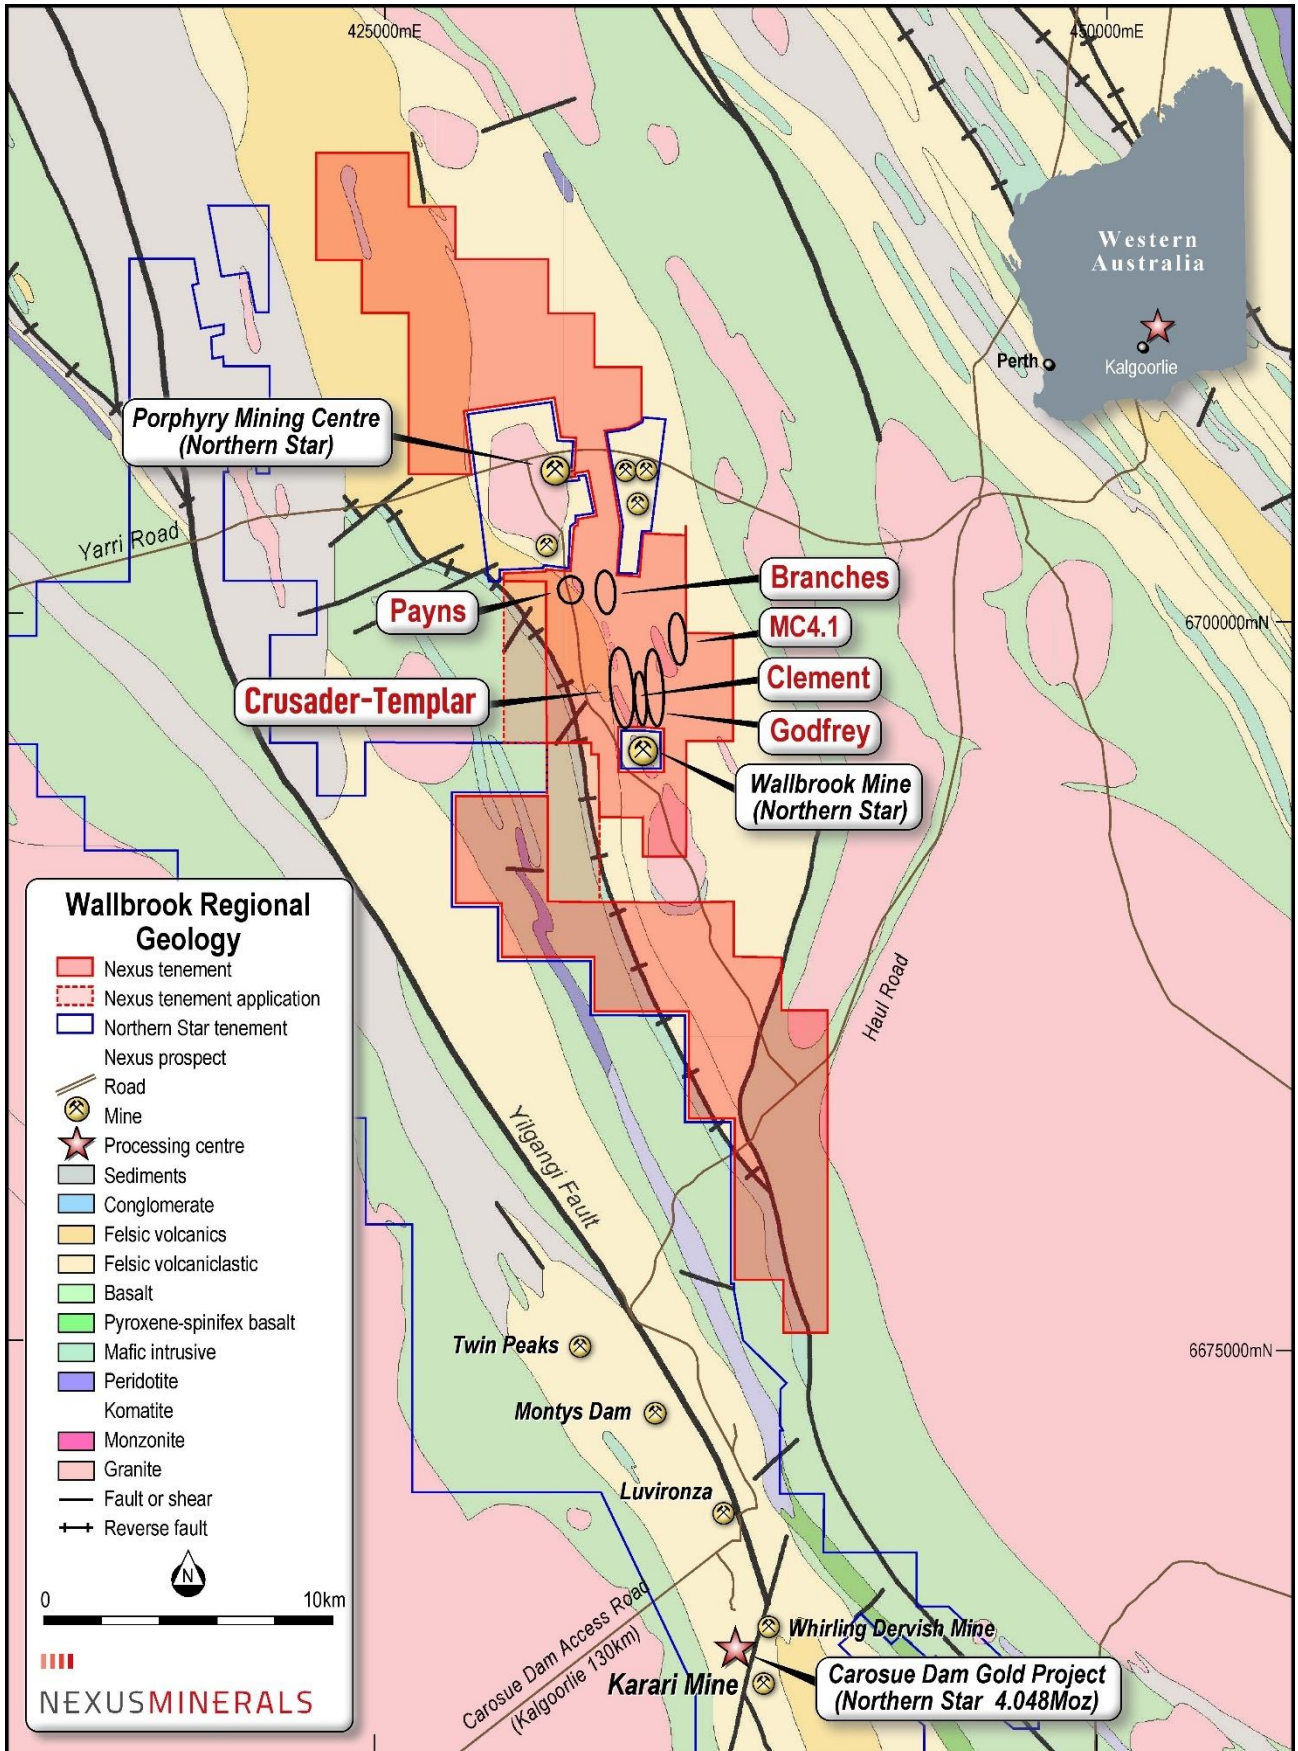 425000mE
450000mE
Western
Australia
Perth
Kalgoorlie
Porphyry Mining Centre
(Northern Star)
Yarri Road
Branches
Payns
MC4.1
6700000mN
Clement
Crusader-Templar
Godfrey
Wallbrook Mine
(Northern Star)
Haul Road
Yilgangi Fault
Wallbrook Regional
Geology
Nexus tenement
Nexus tenement application
Northern Star tenement
Nexus prospect
Road
Mine
Processing centre
Sediments
Conglomerate
Felsic volcanics
Felsic volcaniclastic
Basalt
Pyroxene-spinifex basalt
Mafic intrusive
Peridotite
Komatite
Monzonite
Granite
Fault or shear
Reverse fault
N
0 10km
NEXUSMINERALS
Twin Peaks
6675000mN
Montys Dam
Luvironza
Carosue Dam Access Road
(Kalgoorlie 130km)
Whirling Dervish Mine
Karari Mine
Carosue Dam Gold Project
(Northern Star 4.048Moz)